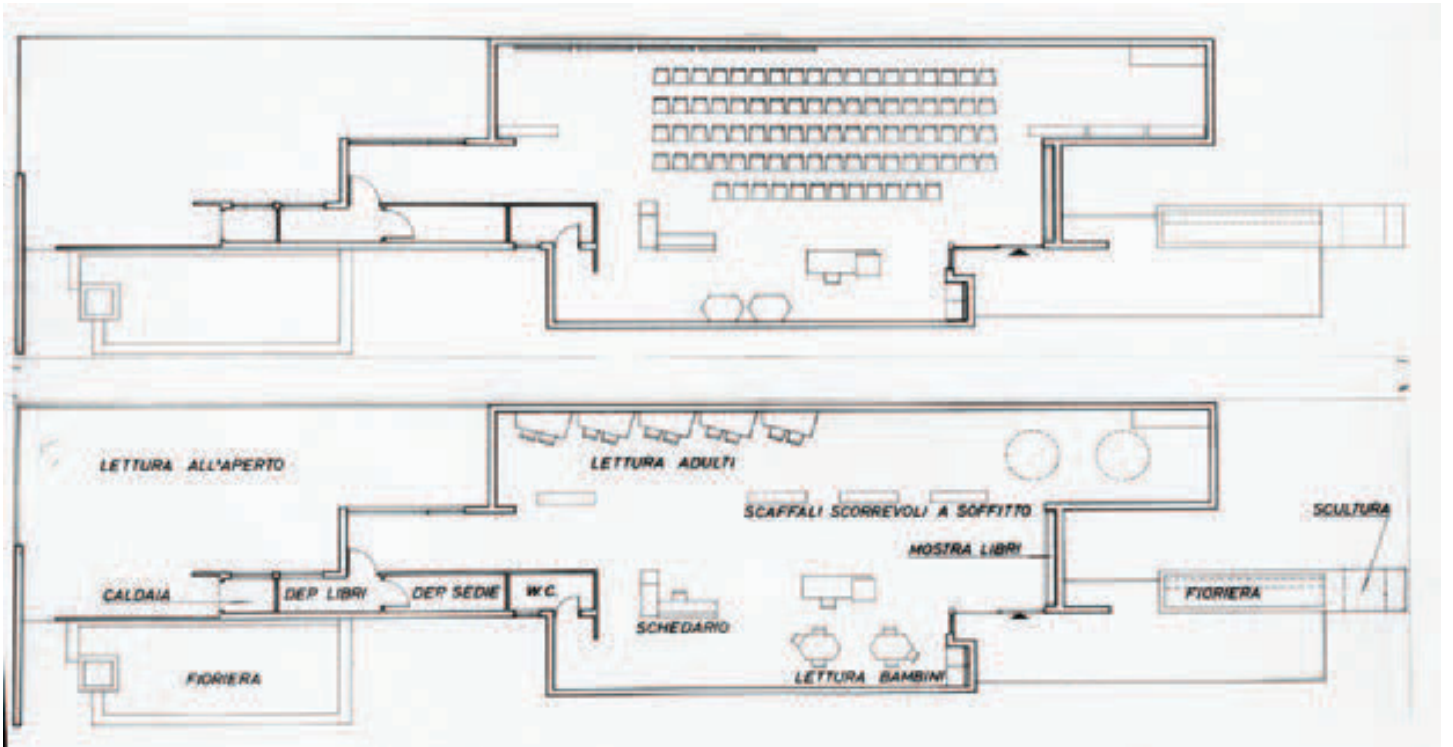 LETTURA ALL'APERTO
LETTURA ADULTI
SCAFFALI SCORREVOLI A SOFFITTO
SCULTURA
MOSTRA LIBRI
CALDAIA
DEP. LIBRI
DEP. SEDIE
W.C.
FIORIERA
SCHEDARIO
FIORIERA
LETTURA BAMBINI